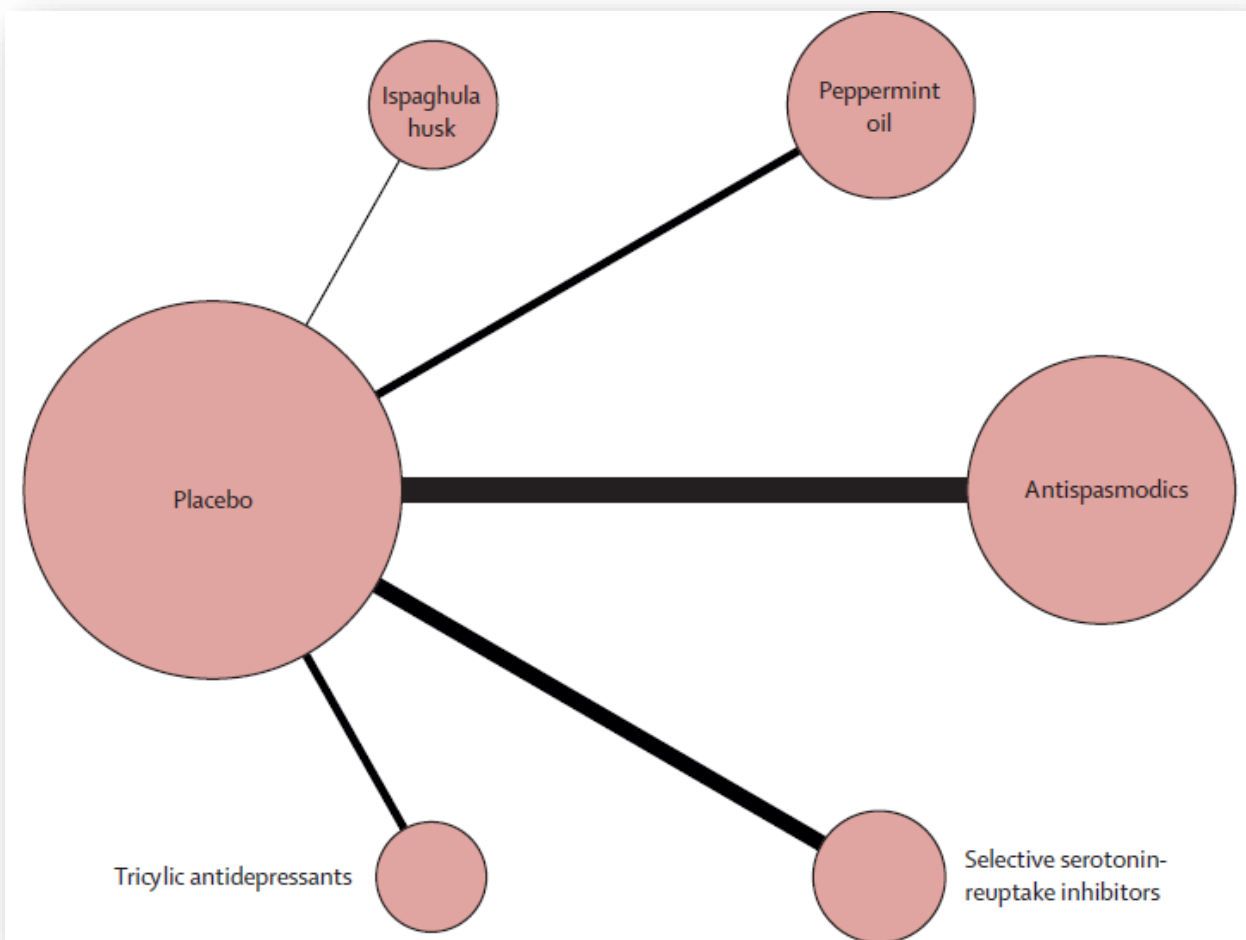 Ispaghula
husk
Peppermint
oil
Placebo
Antispasmodics
Tricylic antidepressants
Selective serotonin-
reuptake inhibitors